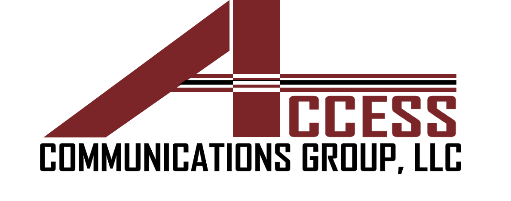 ACCESS
COMMUNICATIONS GROUP, LLC